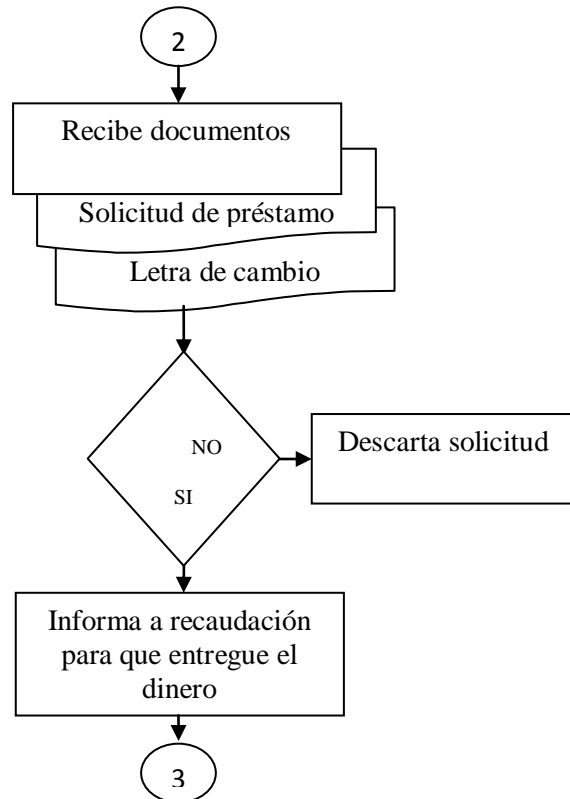 2
Recibe documentos
Solicitud de préstamo
Letra de cambio
NO
SI
Descarta solicitud
Informa a recaudación
para que entregue el
dinero
3